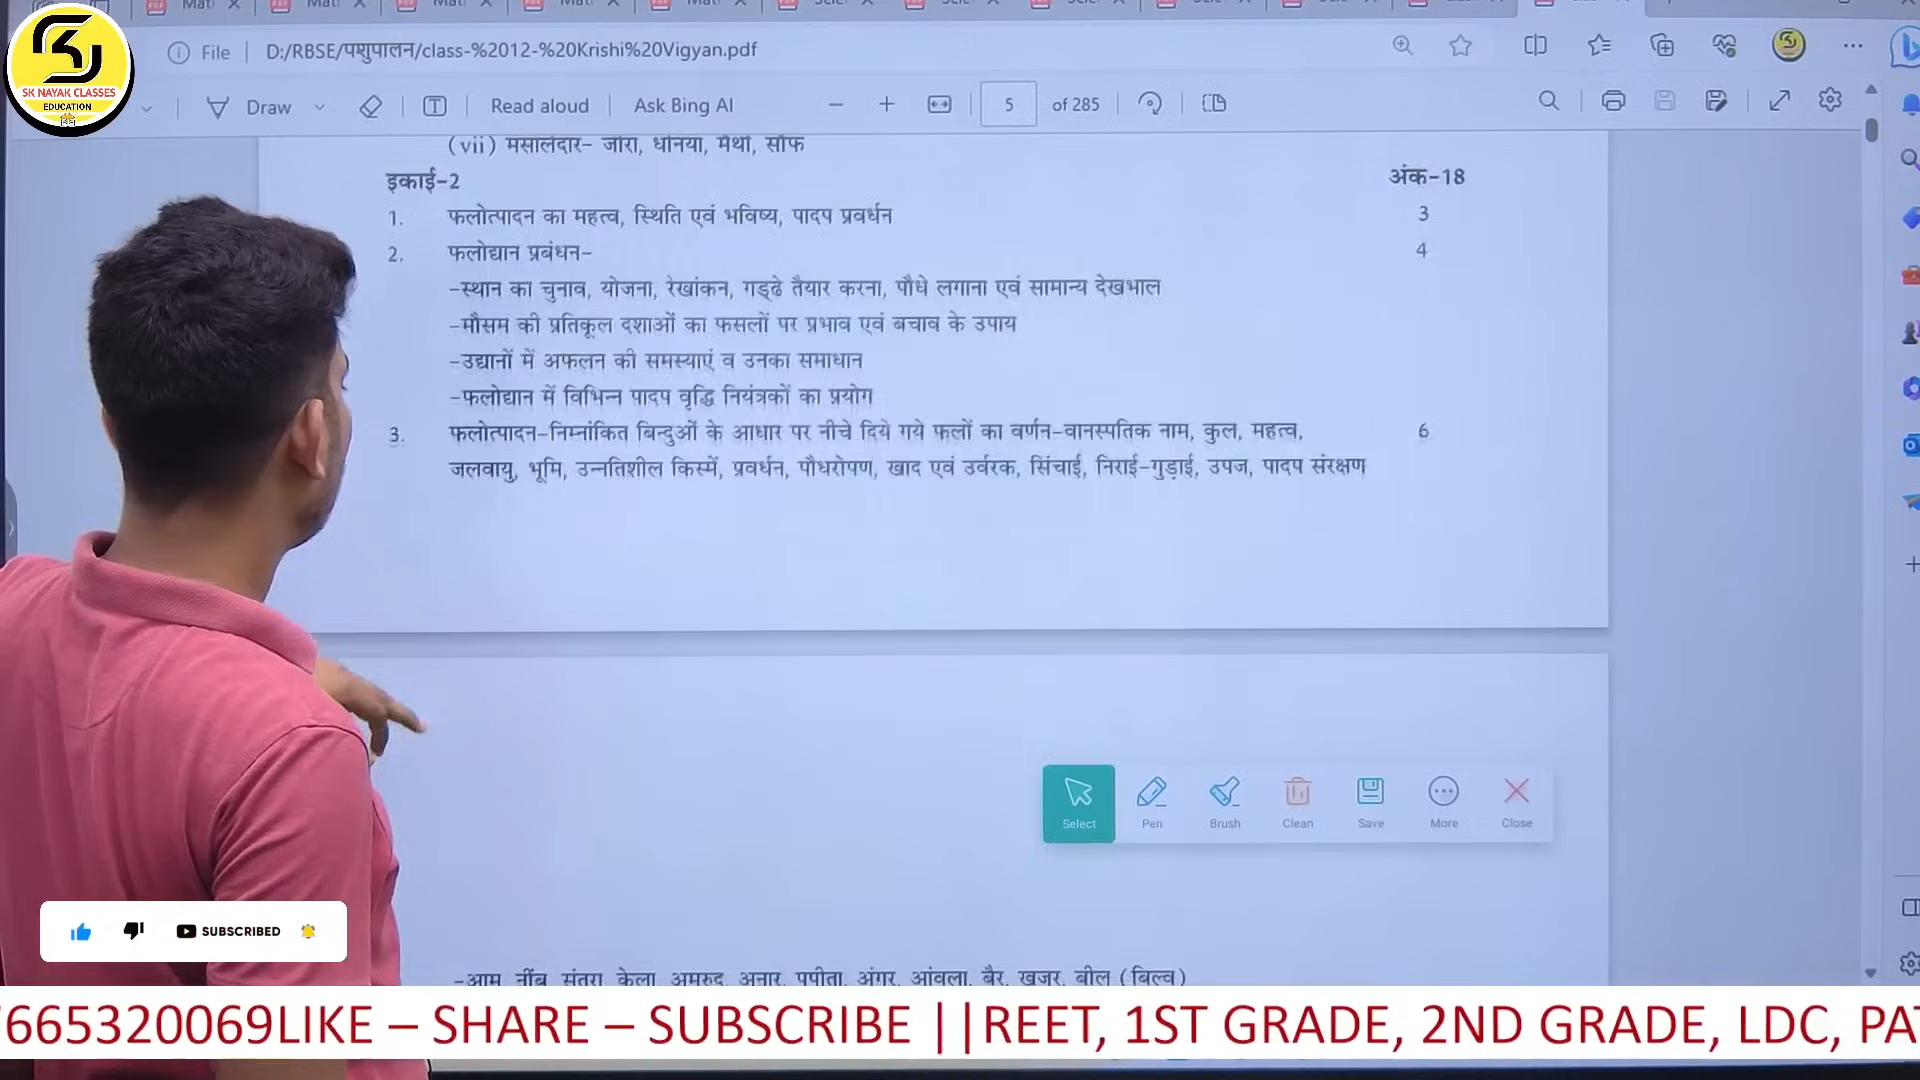 SK NAYAK CLASSES
EDUCATION
File
D:/RBSE/पशुपालन/class-%2012-%20Krishi%20Vigyan.pdf
Draw
Read aloud
Ask Bing AI
5 of 285
(vii) मसालेदार- जीरा, धनिया, मेथी, सौंफ
इकाई-2 अंक-18
1. फलोत्पादन का महत्व, स्थिति एवं भविष्य, पादप प्रवर्धन 3
2. फलोद्यान प्रबंधन- 4
-स्थान का चुनाव, योजना, रेखांकन, गड्ढे तैयार करना, पौधे लगाना एवं सामान्य देखभाल
-मौसम की प्रतिकूल दशाओं का फसलों पर प्रभाव एवं बचाव के उपाय
-उद्यानों में अफलन की समस्याएं व उनका समाधान
-फलोद्यान में विभिन्न पादप वृद्धि नियंत्रकों का प्रयोग
3. फलोत्पादन-निम्नांकित बिन्दुओं के आधार पर नीचे दिये गये फलों का वर्णन-वानस्पतिक नाम, कुल, महत्व, 6
जलवायु, भूमि, उन्नतिशील किस्में, प्रवर्धन, पौधरोपण, खाद एवं उर्वरक, सिंचाई, निराई-गुड़ाई, उपज, पादप संरक्षण
Select Pen Brush Clean Save More Close
SUBSCRIBED
-आम, नींबू, संतरा, केला, अमरुद, अनार, पपीता, अंगूर, आंवला, बैर, खजूर, बील (बिल्व)
7665320069LIKE – SHARE – SUBSCRIBE ||REET, 1ST GRADE, 2ND GRADE, LDC, PAT